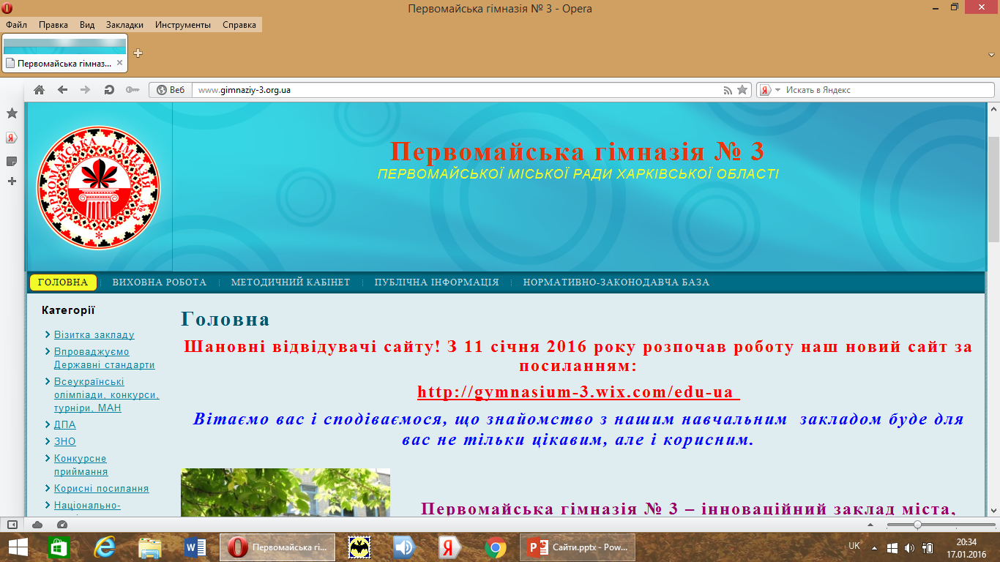 Первомайська гімназія № 3 - Opera
Файл Правка Вид Закладки Инструменты Справка
Первомайська гімназ...
Веб www.gimnaziy-3.org.ua Искать в Яндекс
ПЕРВОМАЙСЬКА ГІМНАЗІЯ №3
Первомайська гімназія № 3
ПЕРВОМАЙСЬКОЇ МІСЬКОЇ РАДИ ХАРКІВСЬКОЇ ОБЛАСТІ
ГОЛОВНА ВИХОВНА РОБОТА МЕТОДИЧНИЙ КАБІНЕТ ПУБЛІЧНА ІНФОРМАЦІЯ НОРМАТИВНО-ЗАКОНОДАВЧА БАЗА
Категорії
Візитка закладу
Впроваджуємо
Державні стандарти
Всеукраїнські
олімпіади, конкурси,
турніри, МАН
ДПА
ЗНО
Конкурсне
приймання
Корисні посилання
Національно-
Головна
Шановні відвідувачі сайту! З 11 січня 2016 року розпочав роботу наш новий сайт за
посиланням:
http://gymnasium-3.wix.com/edu-ua
Вітаємо вас і сподіваємося, що знайомство з нашим навчальним закладом буде для
вас не тільки цікавим, але і корисним.
Первомайська гімназія № 3 – інноваційний заклад міста,
Первомайська гі...
Сайти.pptx - Pow...
UK
20:34
17.01.2016